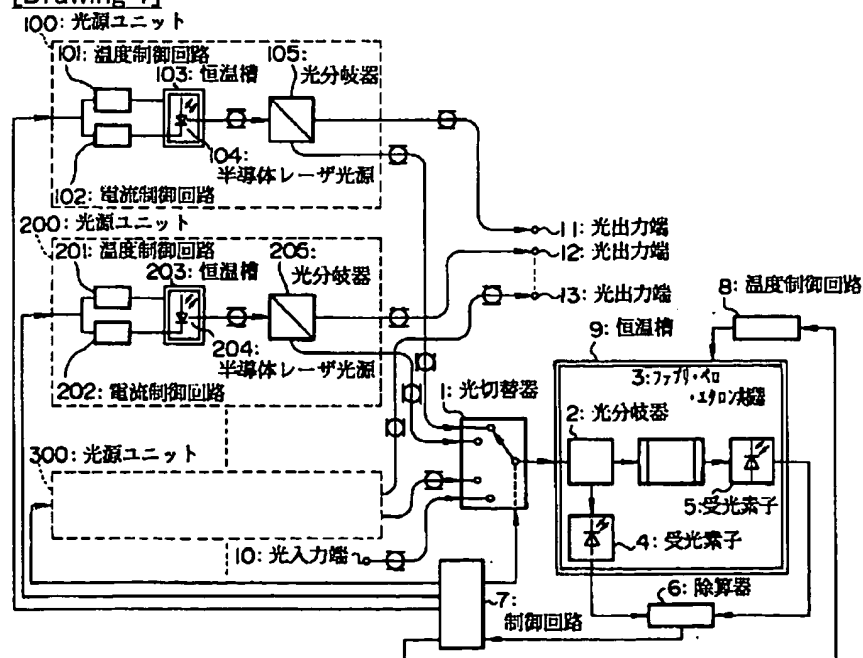 [Drawing 1]
100: 光源ユニット
101: 温度制御回路
105:
光分岐器
103: 恒温槽
104:
半導体レーザ光源
102: 電流制御回路
200: 光源ユニット
201: 温度制御回路
205:
光分岐器
203: 恒温槽
204:
半導体レーザ光源
202: 電流制御回路
11: 光出力端
12: 光出力端
13: 光出力端
8: 温度制御回路
9: 恒温槽
3: ファブリ・ペロ
・エタロン共振器
1: 光切替器
2: 光分岐器
300: 光源ユニット
5: 受光素子
4: 受光素子
10: 光入力端
6: 除算器
7:
制御回路